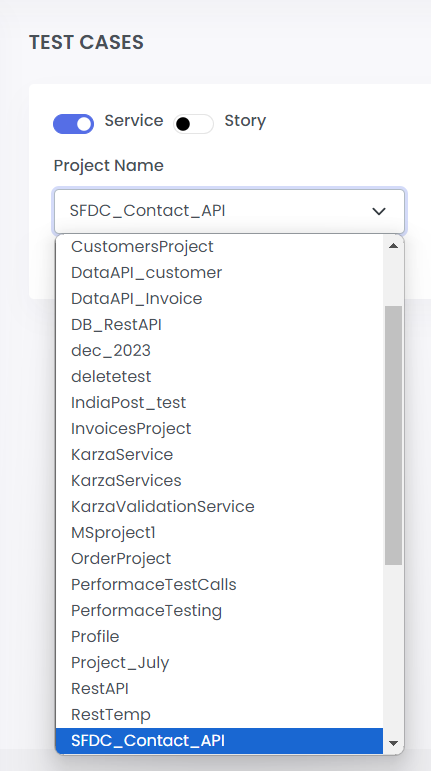 TEST CASES
Service Story
Project Name
SFDC_Contact_API
CustomersProject
DataAPI_customer
DataAPI_Invoice
DB_RestAPI
dec_2023
deletetest
IndiaPost_test
InvoicesProject
KarzaService
KarzaServices
KarzaValidationService
MSproject1
OrderProject
PerformaceTestCalls
PerformaceTesting
Profile
Project_July
RestAPI
RestTemp
SFDC_Contact_API